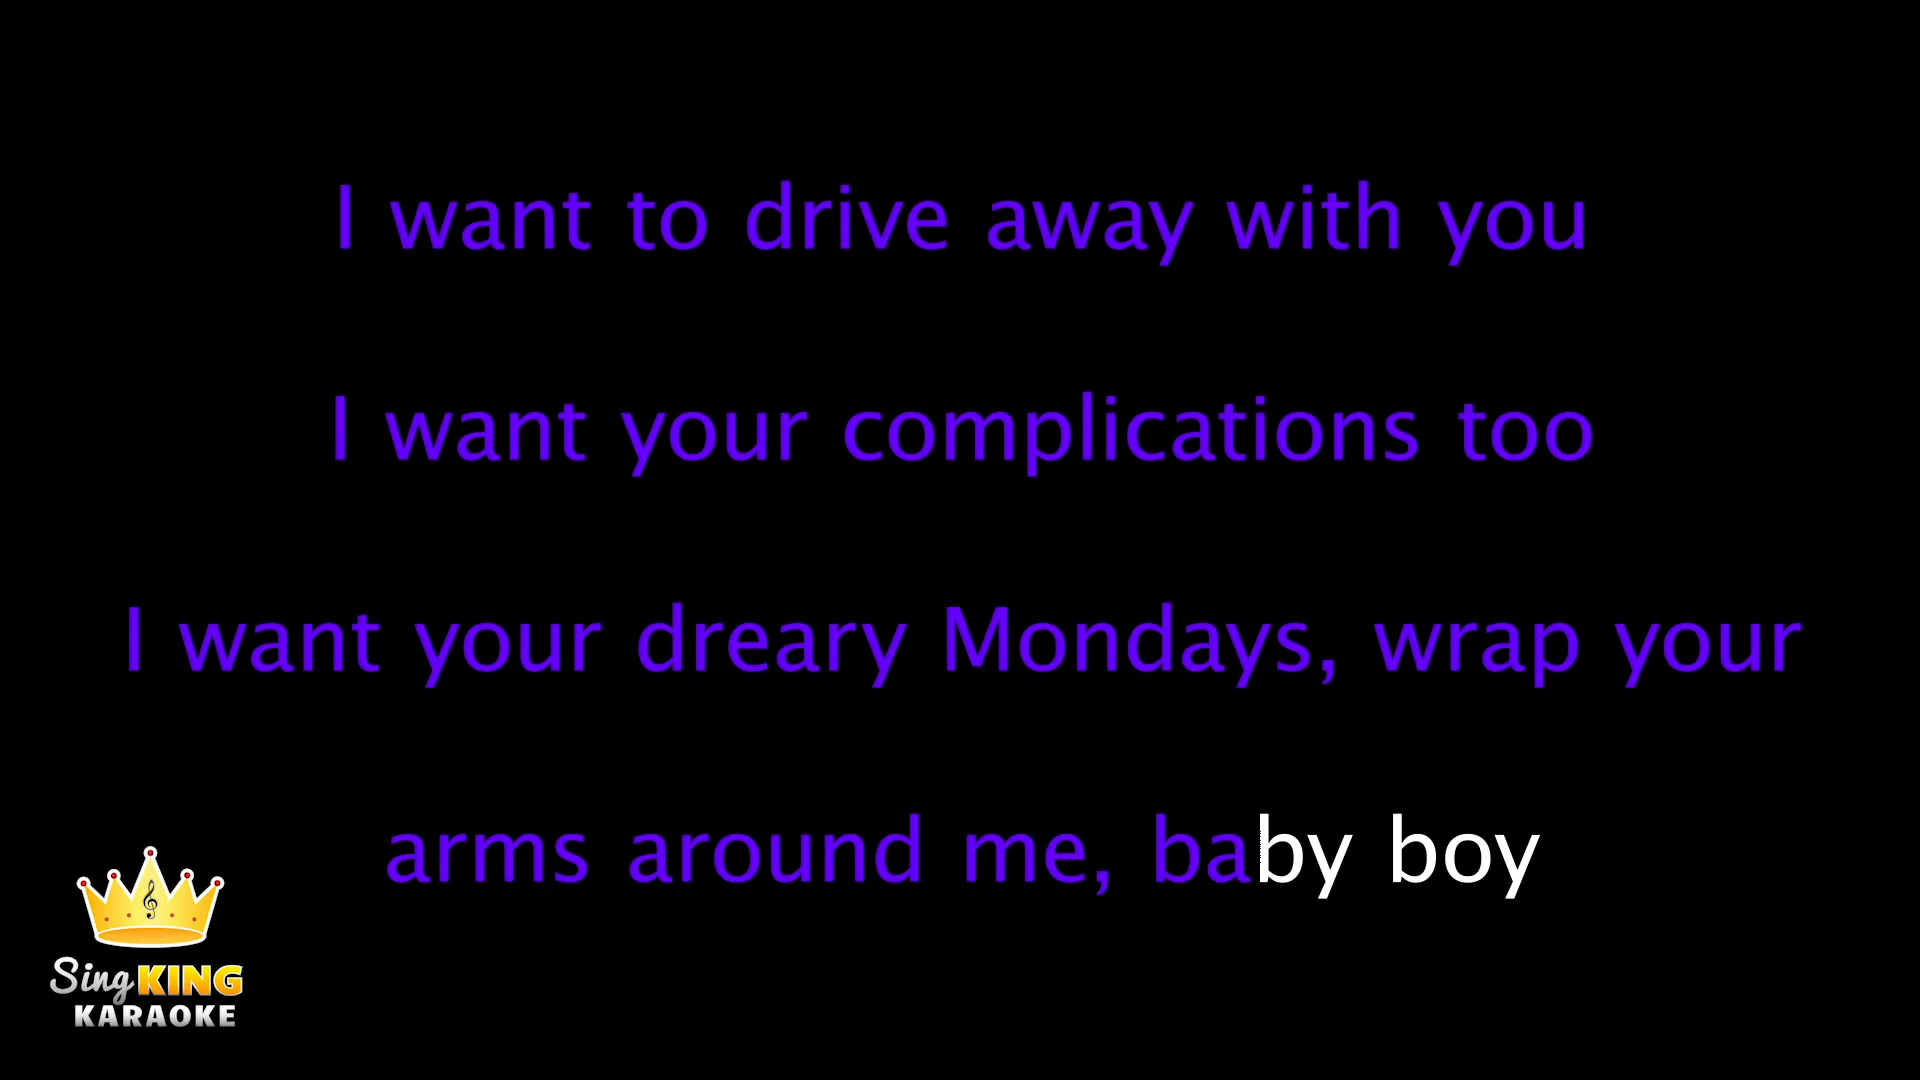 I want to drive away with you
I want your complications too
I want your dreary Mondays, wrap your
arms around me, baby boy
Sing KING
KARAOKE